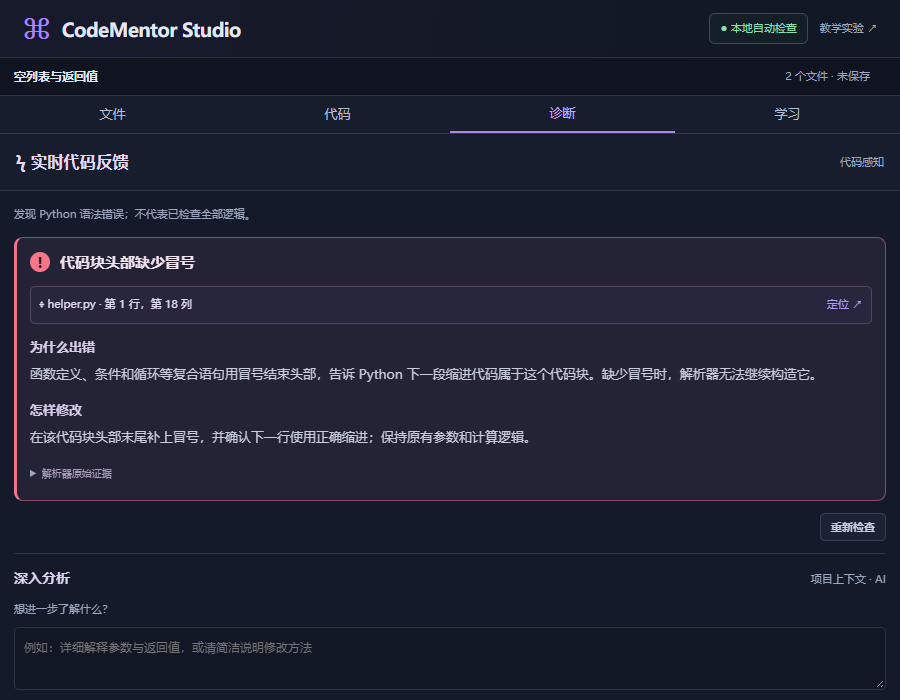 ⌘ CodeMentor Studio
● 本地自动检查
教学实验 ↗
空列表与返回值
2 个文件 · 未保存
文件
代码
诊断
学习
ϟ 实时代码反馈
代码感知
发现 Python 语法错误；不代表已检查全部逻辑。
! 代码块头部缺少冒号
⌖ helper.py · 第 1 行，第 18 列
定位 ↗
为什么出错
函数定义、条件和循环等复合语句用冒号结束头部，告诉 Python 下一段缩进代码属于这个代码块。缺少冒号时，解析器无法继续构造它。
怎样修改
在该代码块头部末尾补上冒号，并确认下一行使用正确缩进；保持原有参数和计算逻辑。
▶ 解析器原始证据
重新检查
深入分析
项目上下文 · AI
想进一步了解什么？
例如：详细解释参数与返回值，或请简洁说明修改方法